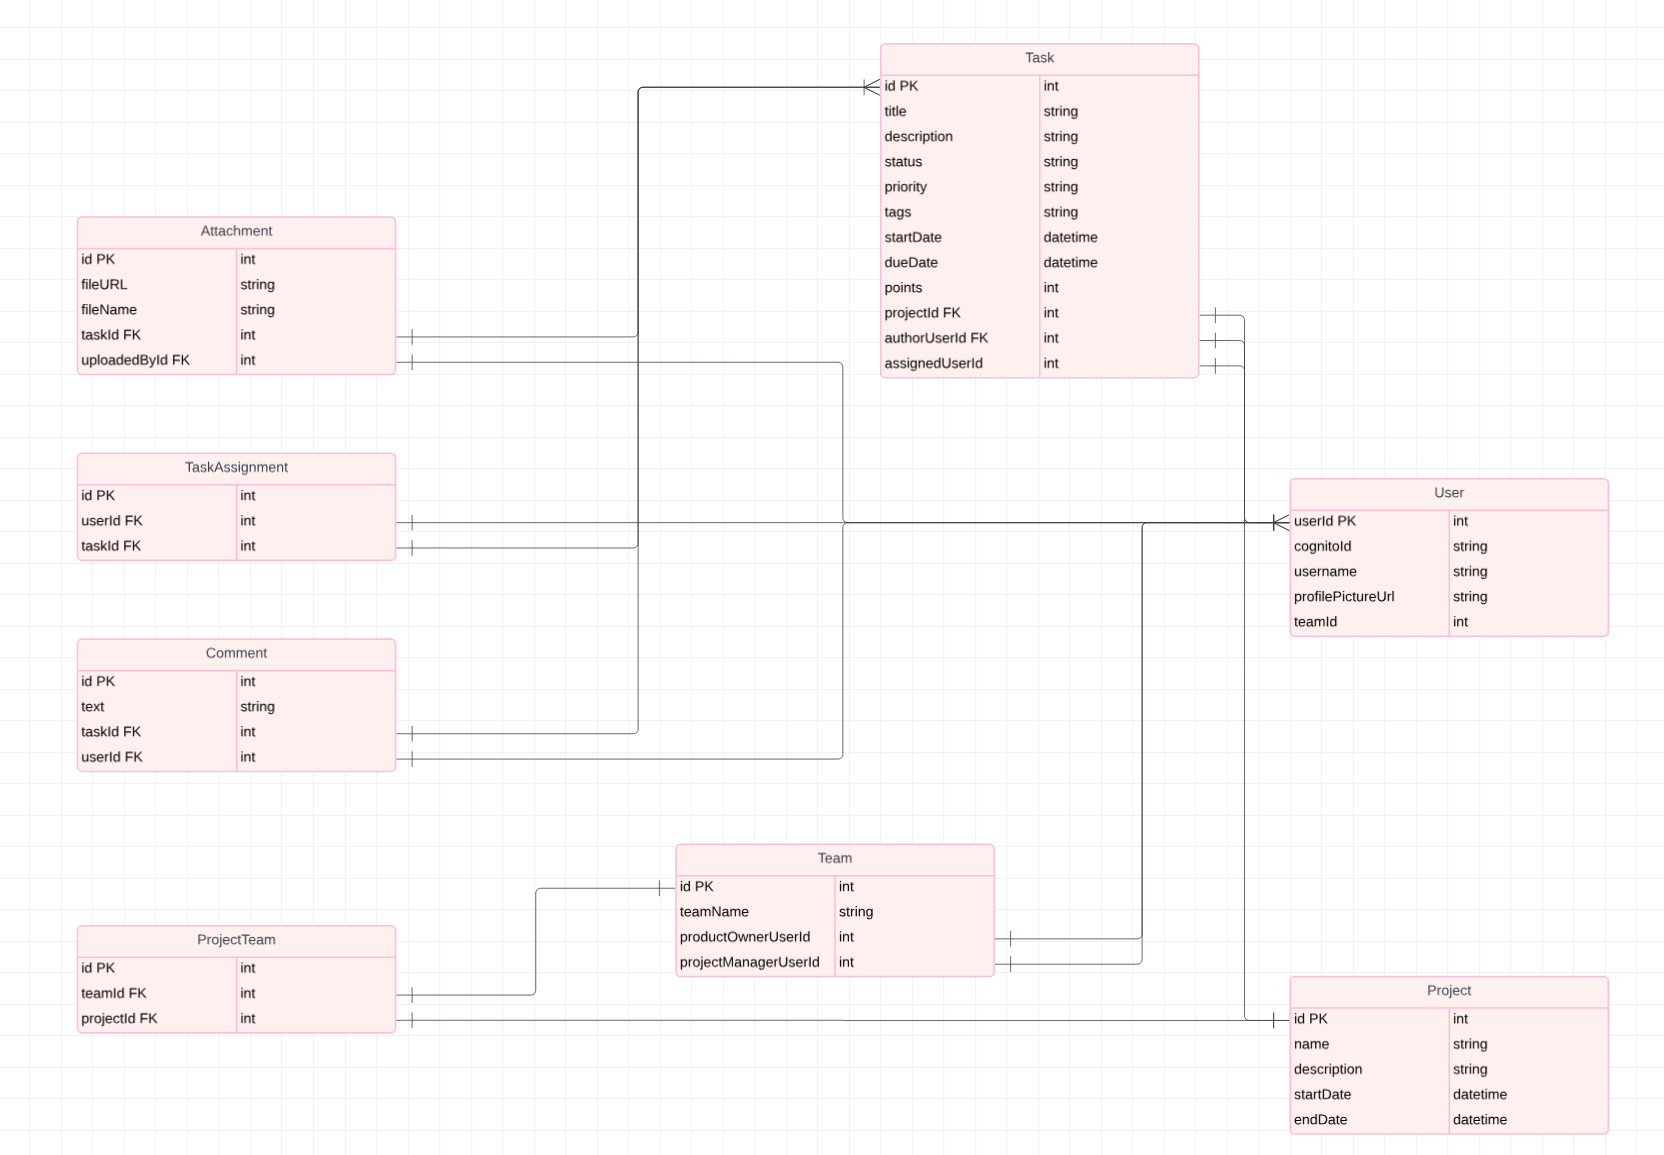 Task
id PK int
title string
description string
status string
priority string
tags string
startDate datetime
dueDate datetime
points int
projectId FK int
authorUserId FK int
assignedUserId int
Attachment
id PK int
fileURL string
fileName string
taskId FK int
uploadedById FK int
TaskAssignment
id PK int
userId FK int
taskId FK int
User
userId PK int
cognitoId string
username string
profilePictureUrl string
teamId int
Comment
id PK int
text string
taskId FK int
userId FK int
Team
id PK int
teamName string
productOwnerUserId int
projectManagerUserId int
ProjectTeam
id PK int
teamId FK int
projectId FK int
Project
id PK int
name string
description string
startDate datetime
endDate datetime